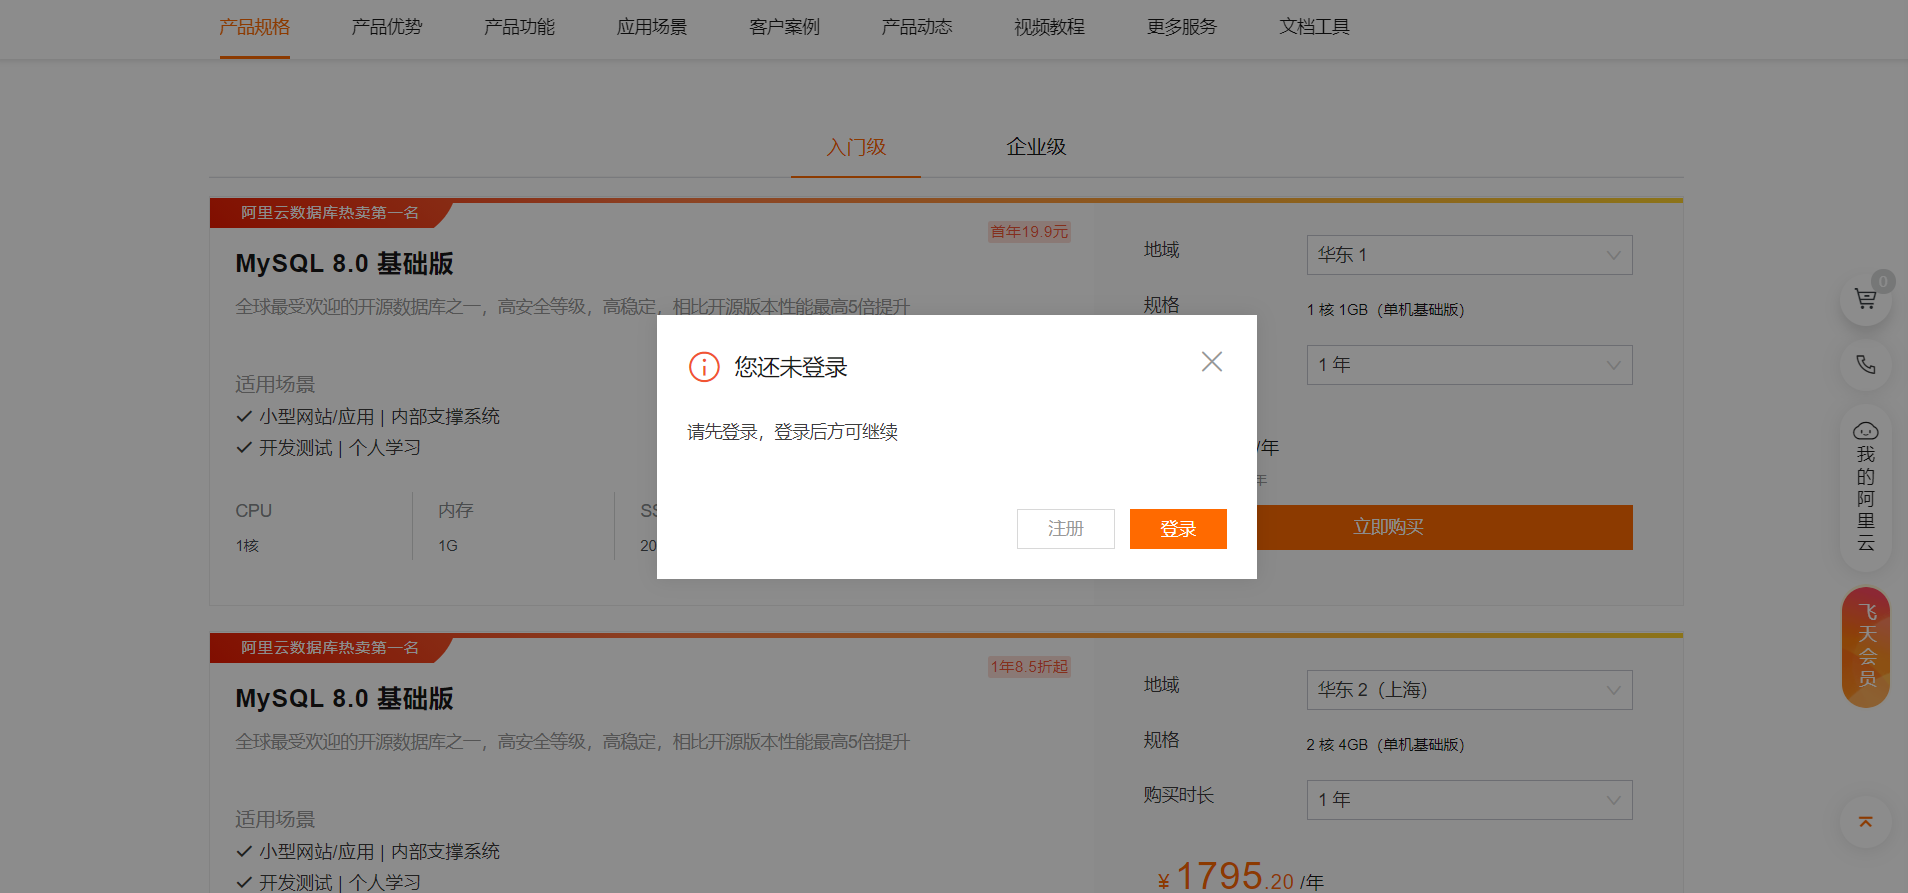 产品规格 产品优势 产品功能 应用场景 客户案例 产品动态 视频教程 更多服务 文档工具
入门级 企业级
阿里云数据库热卖第一名
首年19.9元
MySQL 8.0 基础版
全球最受欢迎的开源数据库之一，高安全等级，高稳定，相比开源版本性能最高5倍提升
适用场景
小型网站/应用 | 内部支撑系统
开发测试 | 个人学习
CPU 内存
1核 1G 20
地域 华东 1
规格 1 核 1GB（单机基础版）
1 年
/年
年
立即购买
您还未登录
请先登录，登录后方可继续
注册 登录
阿里云数据库热卖第一名
1年8.5折起
MySQL 8.0 基础版
全球最受欢迎的开源数据库之一，高安全等级，高稳定，相比开源版本性能最高5倍提升
适用场景
小型网站/应用 | 内部支撑系统
开发测试 | 个人学习
地域 华东 2（上海）
规格 2 核 4GB（单机基础版）
购买时长 1 年
¥ 1795.20 /年
0
我的阿里云
飞天会员